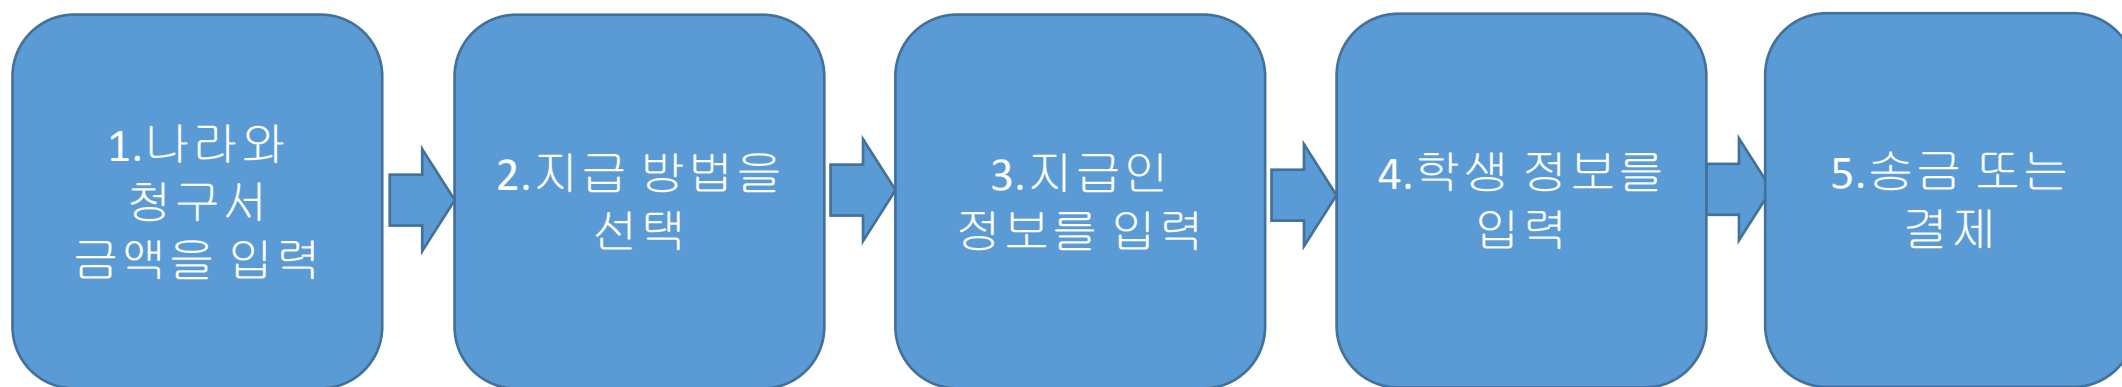 1.나라와
청구서
금액을 입력
2.지급 방법을
선택
3.지급인
정보를 입력
4.학생 정보를
입력
5.송금 또는
결제